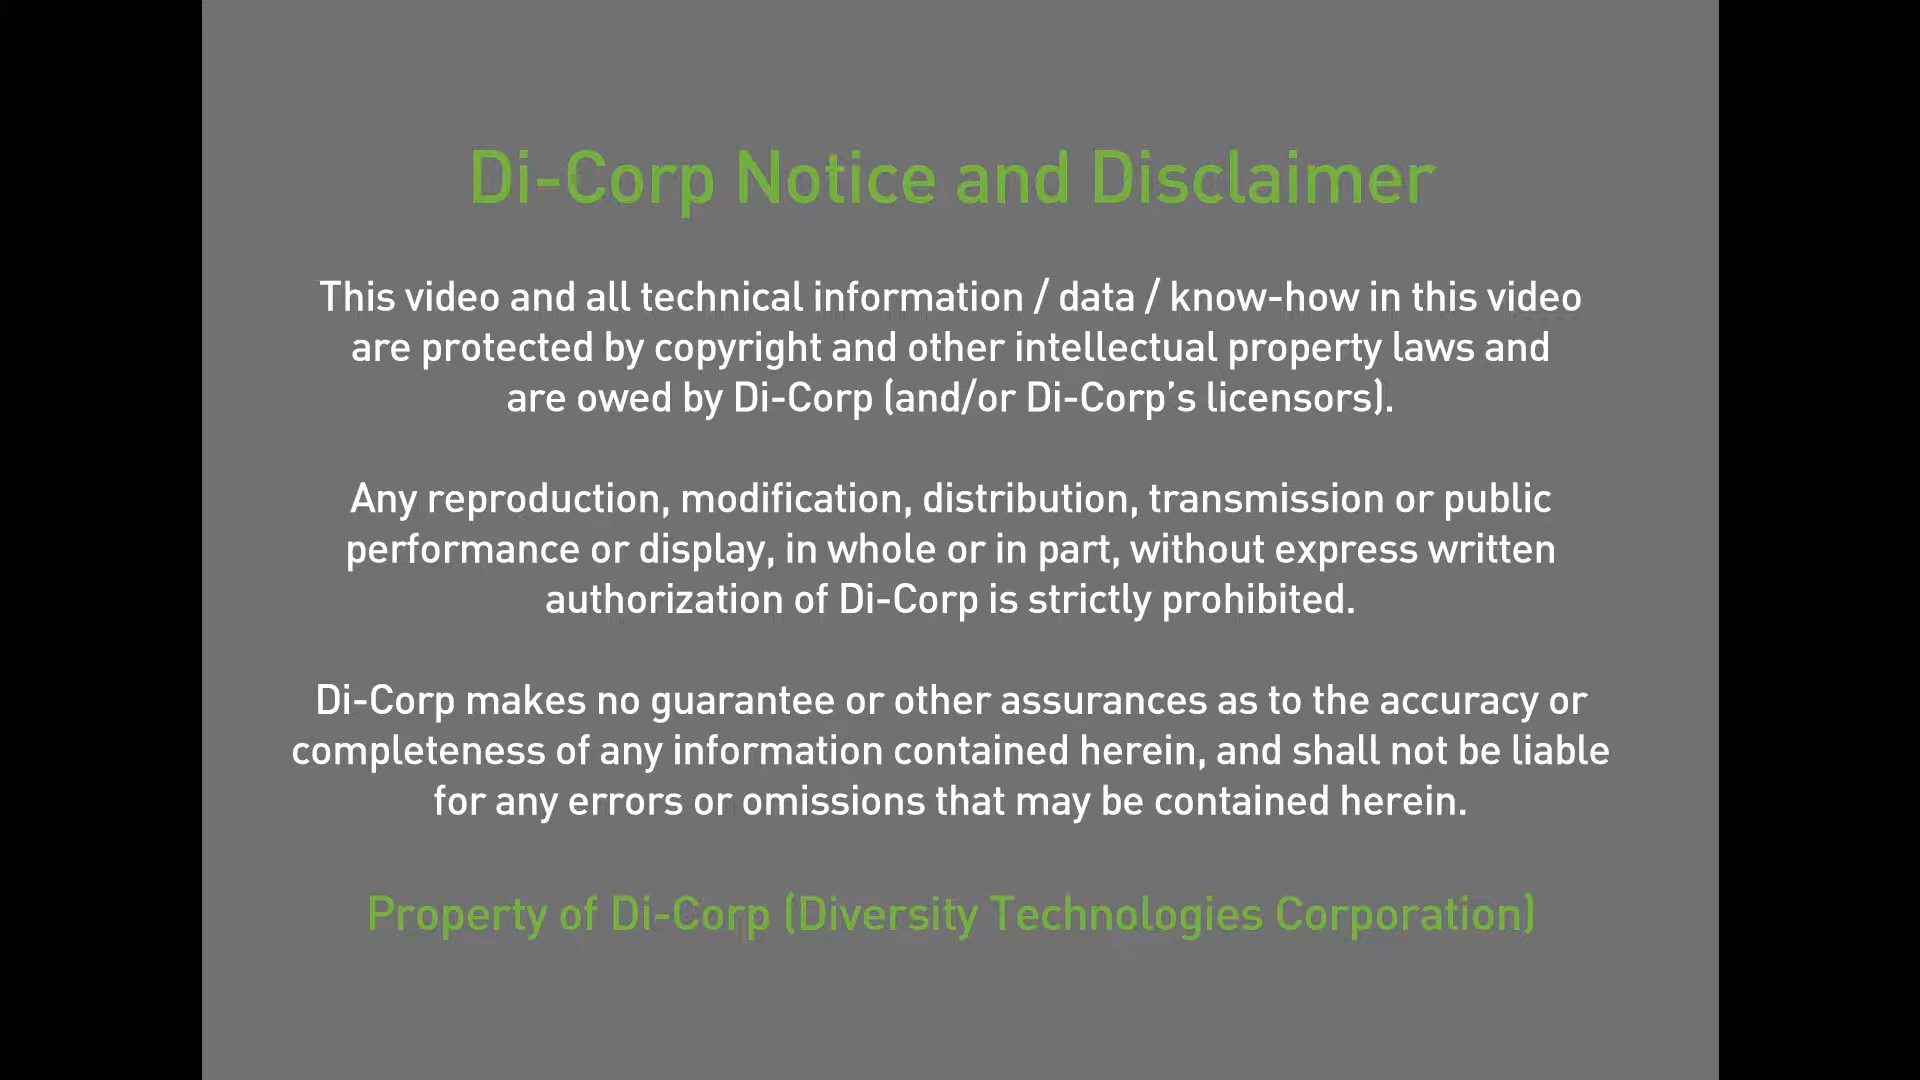 Di-Corp Notice and Disclaimer
This video and all technical information / data / know-how in this video
are protected by copyright and other intellectual property laws and
are owed by Di-Corp (and/or Di-Corp’s licensors).
Any reproduction, modification, distribution, transmission or public
performance or display, in whole or in part, without express written
authorization of Di-Corp is strictly prohibited.
Di-Corp makes no guarantee or other assurances as to the accuracy or
completeness of any information contained herein, and shall not be liable
for any errors or omissions that may be contained herein.
Property of Di-Corp (Diversity Technologies Corporation)